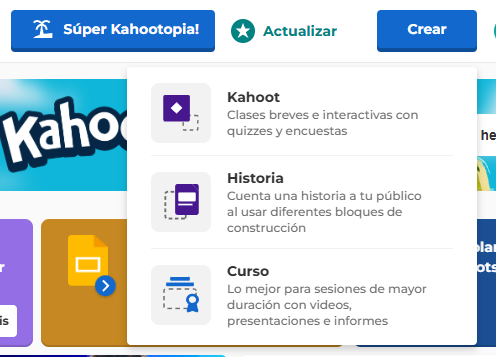 Súper Kahootopia!
Actualizar
Crear
Kahoot
Clases breves e interactivas con
quizzes y encuestas
Historia
Cuenta una historia a tu público
al usar diferentes bloques de
construcción
Curso
Lo mejor para sesiones de mayor
duración con videos,
presentaciones e informes
Kahoo
he